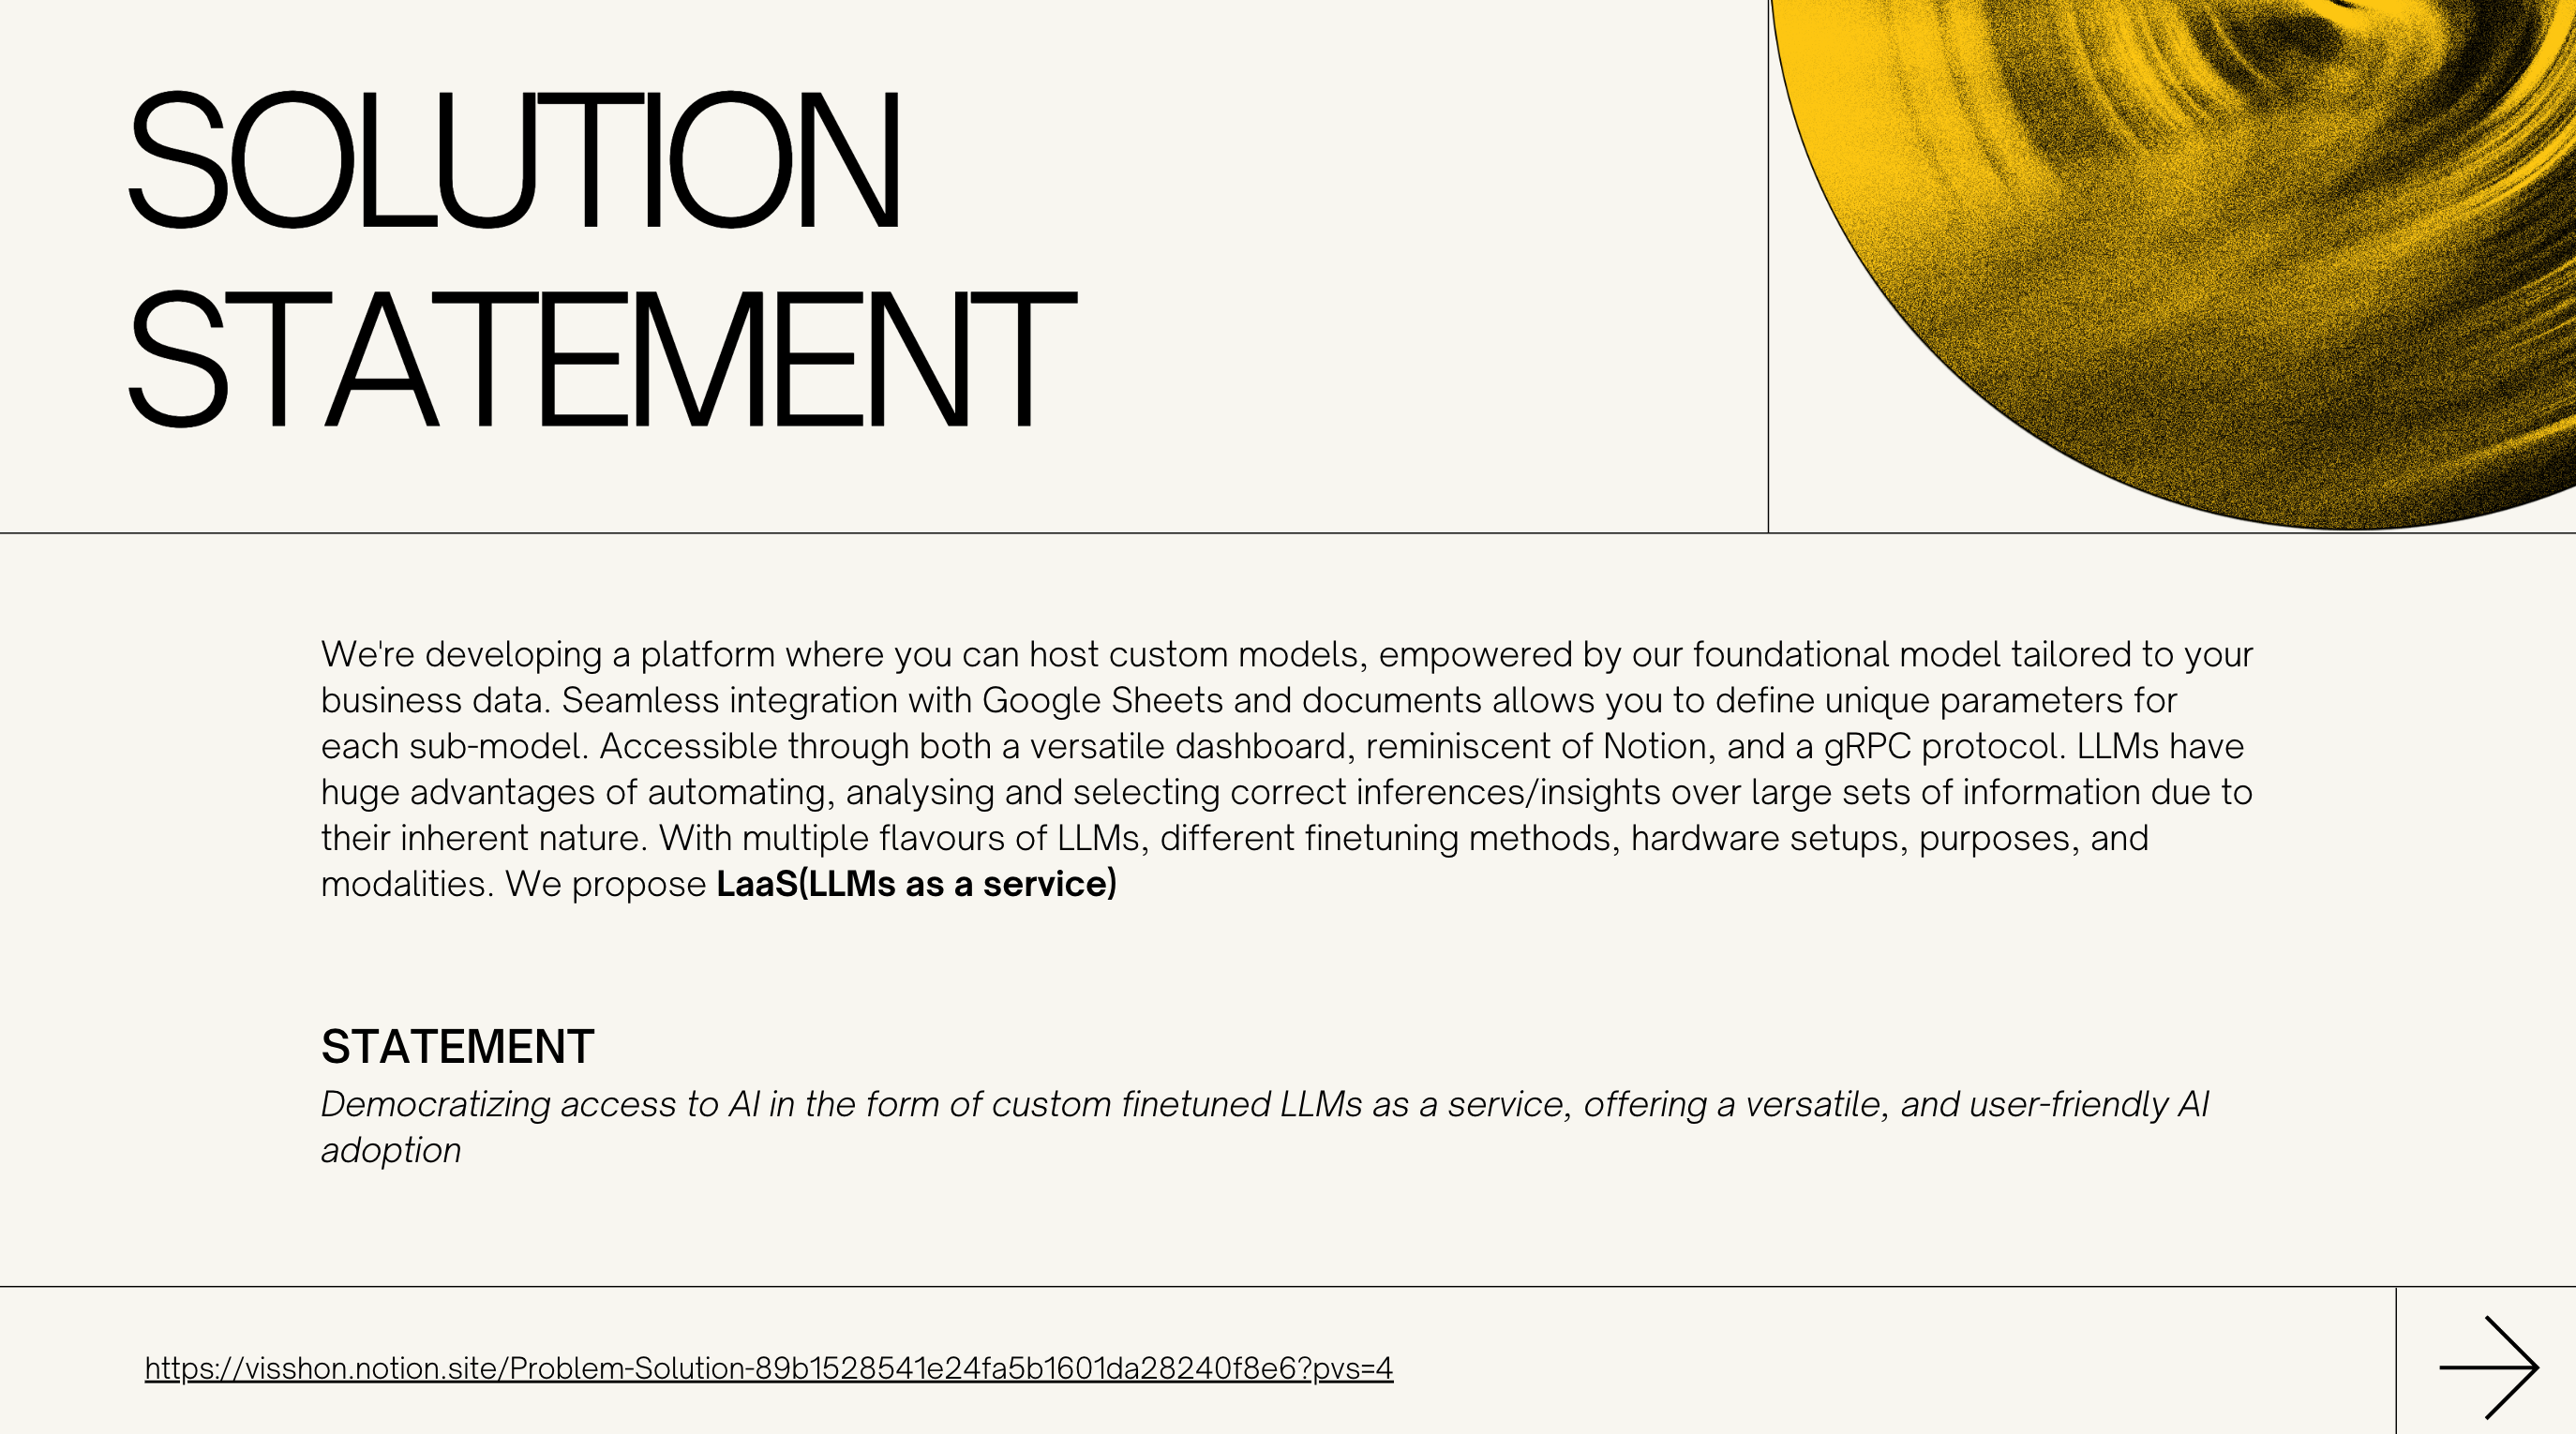 SOLUTION
STATEMENT
We're developing a platform where you can host custom models, empowered by our foundational model tailored to your
business data. Seamless integration with Google Sheets and documents allows you to define unique parameters for
each sub-model. Accessible through both a versatile dashboard, reminiscent of Notion, and a gRPC protocol. LLMs have
huge advantages of automating, analysing and selecting correct inferences/insights over large sets of information due to
their inherent nature. With multiple flavours of LLMs, different finetuning methods, hardware setups, purposes, and
modalities. We propose LaaS(LLMs as a service)
STATEMENT
Democratizing access to AI in the form of custom finetuned LLMs as a service, offering a versatile, and user-friendly AI
adoption
https://visshon.notion.site/Problem-Solution-89b1528541e24fa5b1601da28240f8e6?pvs=4